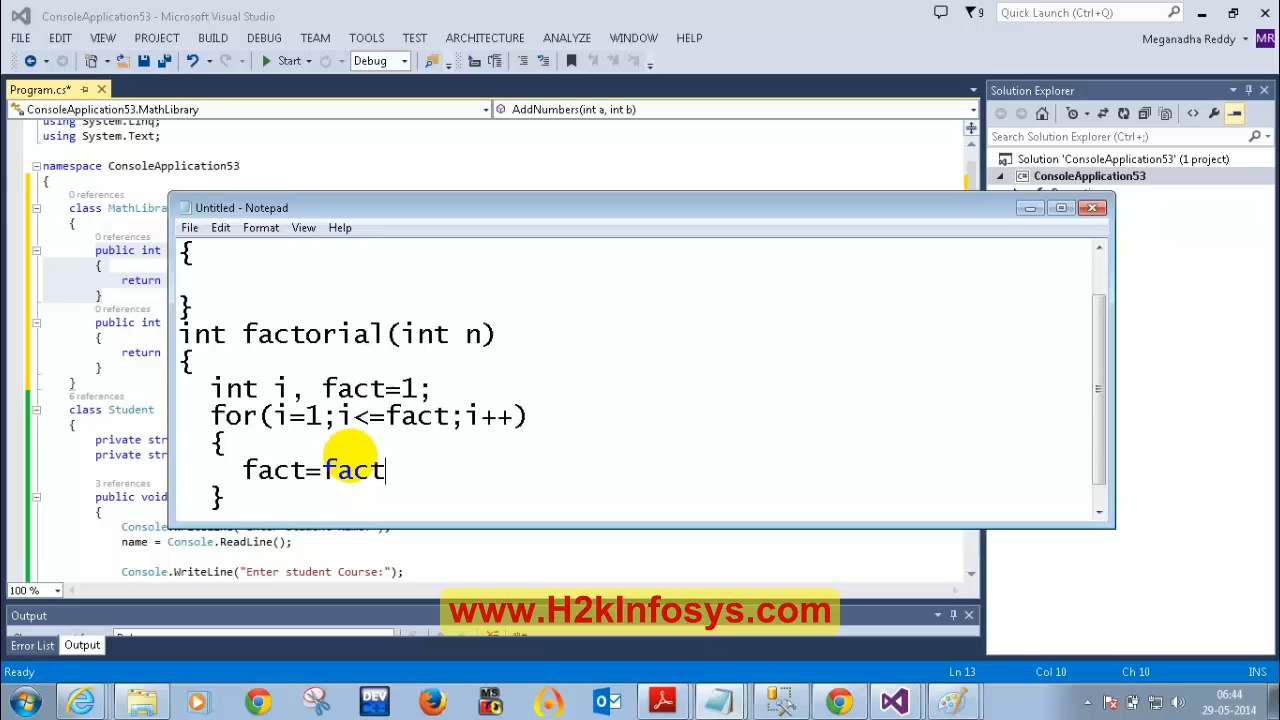 ConsoleApplication53 - Microsoft Visual Studio
9
Quick Launch (Ctrl+Q)
FILE EDIT VIEW PROJECT BUILD DEBUG TEAM TOOLS TEST ARCHITECTURE ANALYZE WINDOW HELP
Meganadha Reddy
MR
Start
Debug
Program.cs*
ConsoleApplication53.MathLibrary
AddNumbers(int a, int b)
using System.Linq;
using System.Text;
namespace ConsoleApplication53
{
0 references
class MathLibra
{
0 references
public int
{
return
}
0 references
public int
{
return
}
}
6 references
class Student
{
private str
private str
3 references
public void
{
name = Console.ReadLine();
Console.WriteLine("Enter student Course:");
100 %
Solution Explorer
Search Solution Explorer (Ctrl+;)
Solution 'ConsoleApplication53' (1 project)
ConsoleApplication53
Untitled - Notepad
File Edit Format View Help
{
}
int factorial(int n)
{
int i, fact=1;
for(i=1;i<=fact;i++)
{
fact=fact
}
www.H2kInfosys.com
Output
Error List Output
Ready
Ln 13
Col 10
Ch 10
INS
DEV
MS
06:44
29-05-2014